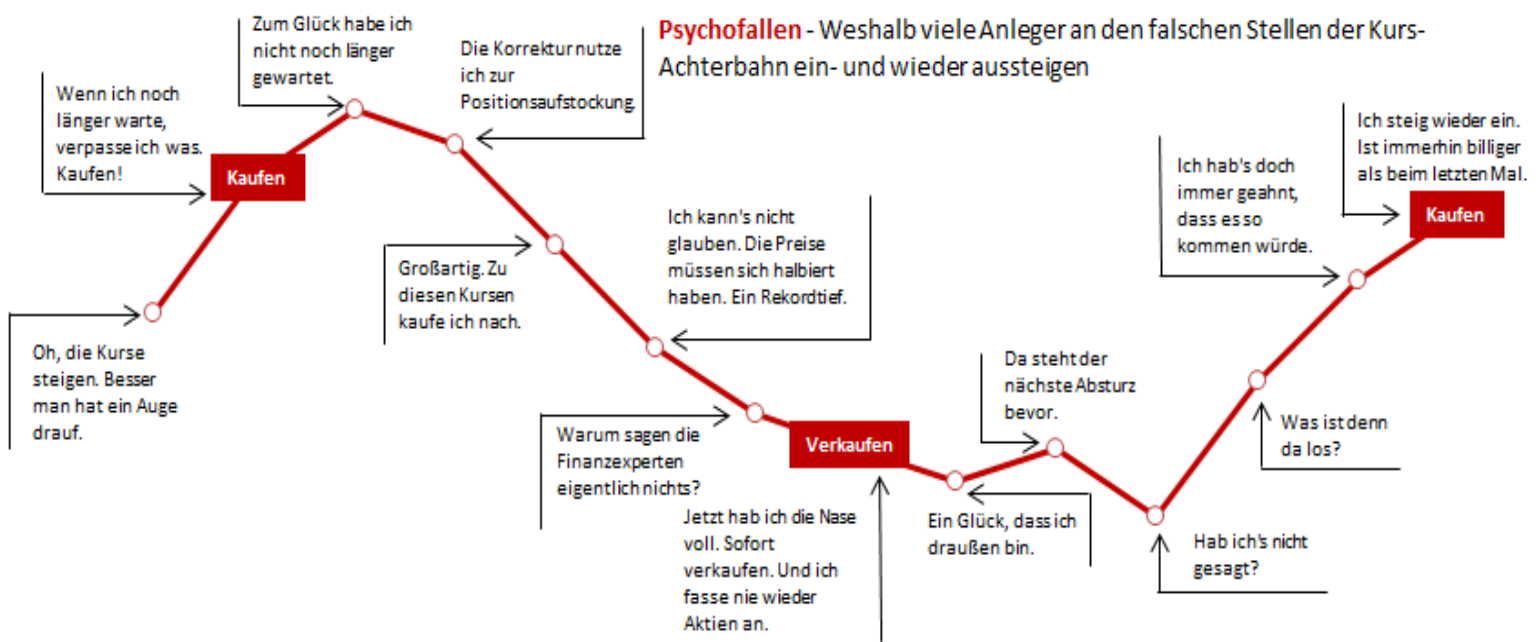 Psychofallen - Weshalb viele Anleger an den falschen Stellen der Kurs-
Achterbahn ein- und wieder aussteigen
Oh, die Kurse
steigen. Besser
man hat ein Auge
drauf.
Wenn ich noch
länger warte,
verpasse ich was.
Kaufen!
Kaufen
Zum Glück habe ich
nicht noch länger
gewartet.
Die Korrektur nutze
ich zur
Positionsaufstockung.
Großartig. Zu
diesen Kursen
kaufe ich nach.
Ich kann's nicht
glauben. Die Preise
müssen sich halbiert
haben. Ein Rekordtief.
Warum sagen die
Finanzexperten
eigentlich nichts?
Verkaufen
Jetzt hab ich die Nase
voll. Sofort
verkaufen. Und ich
fasse nie wieder
Aktien an.
Ein Glück, dass ich
draußen bin.
Da steht der
nächste Absturz
bevor.
Hab ich's nicht
gesagt?
Was ist denn
da los?
Ich hab's doch
immer geahnt,
dass es so
kommen würde.
Ich steig wieder ein.
Ist immerhin billiger
als beim letzten Mal.
Kaufen